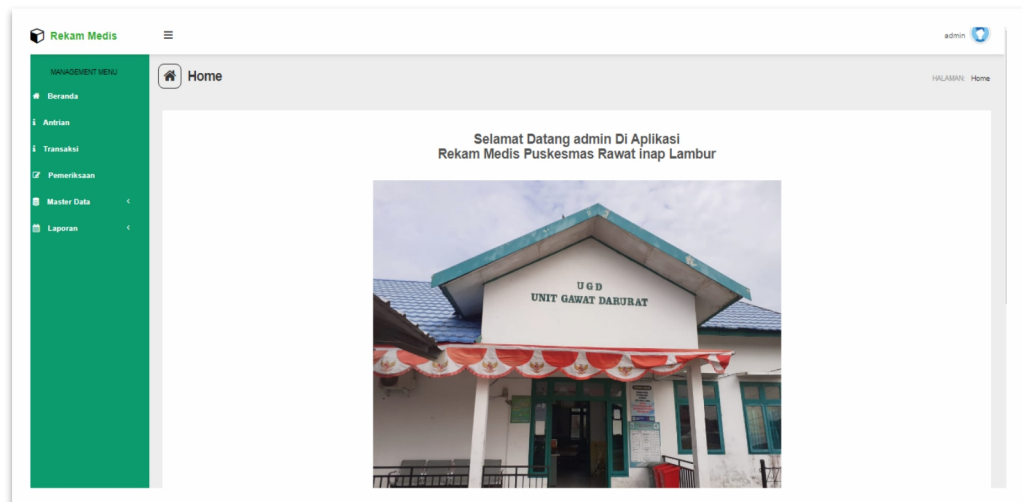 Rekam Medis
admin
MANAGEMENT MENU
Home
HALAMAN: Home
Beranda
Antrian
Transaksi
Pemeriksaan
Master Data
Laporan
Selamat Datang admin Di Aplikasi
Rekam Medis Puskesmas Rawat inap Lambur
UGD
UNIT GAWAT DARURAT